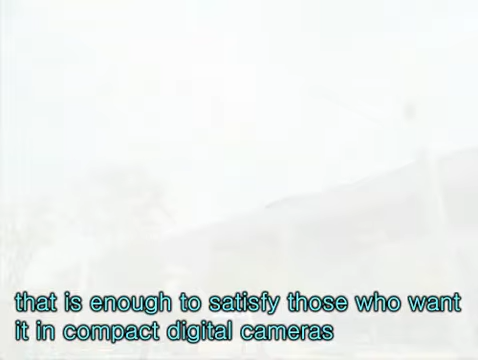 that is enough to satisfy those who want
it in compact digital cameras